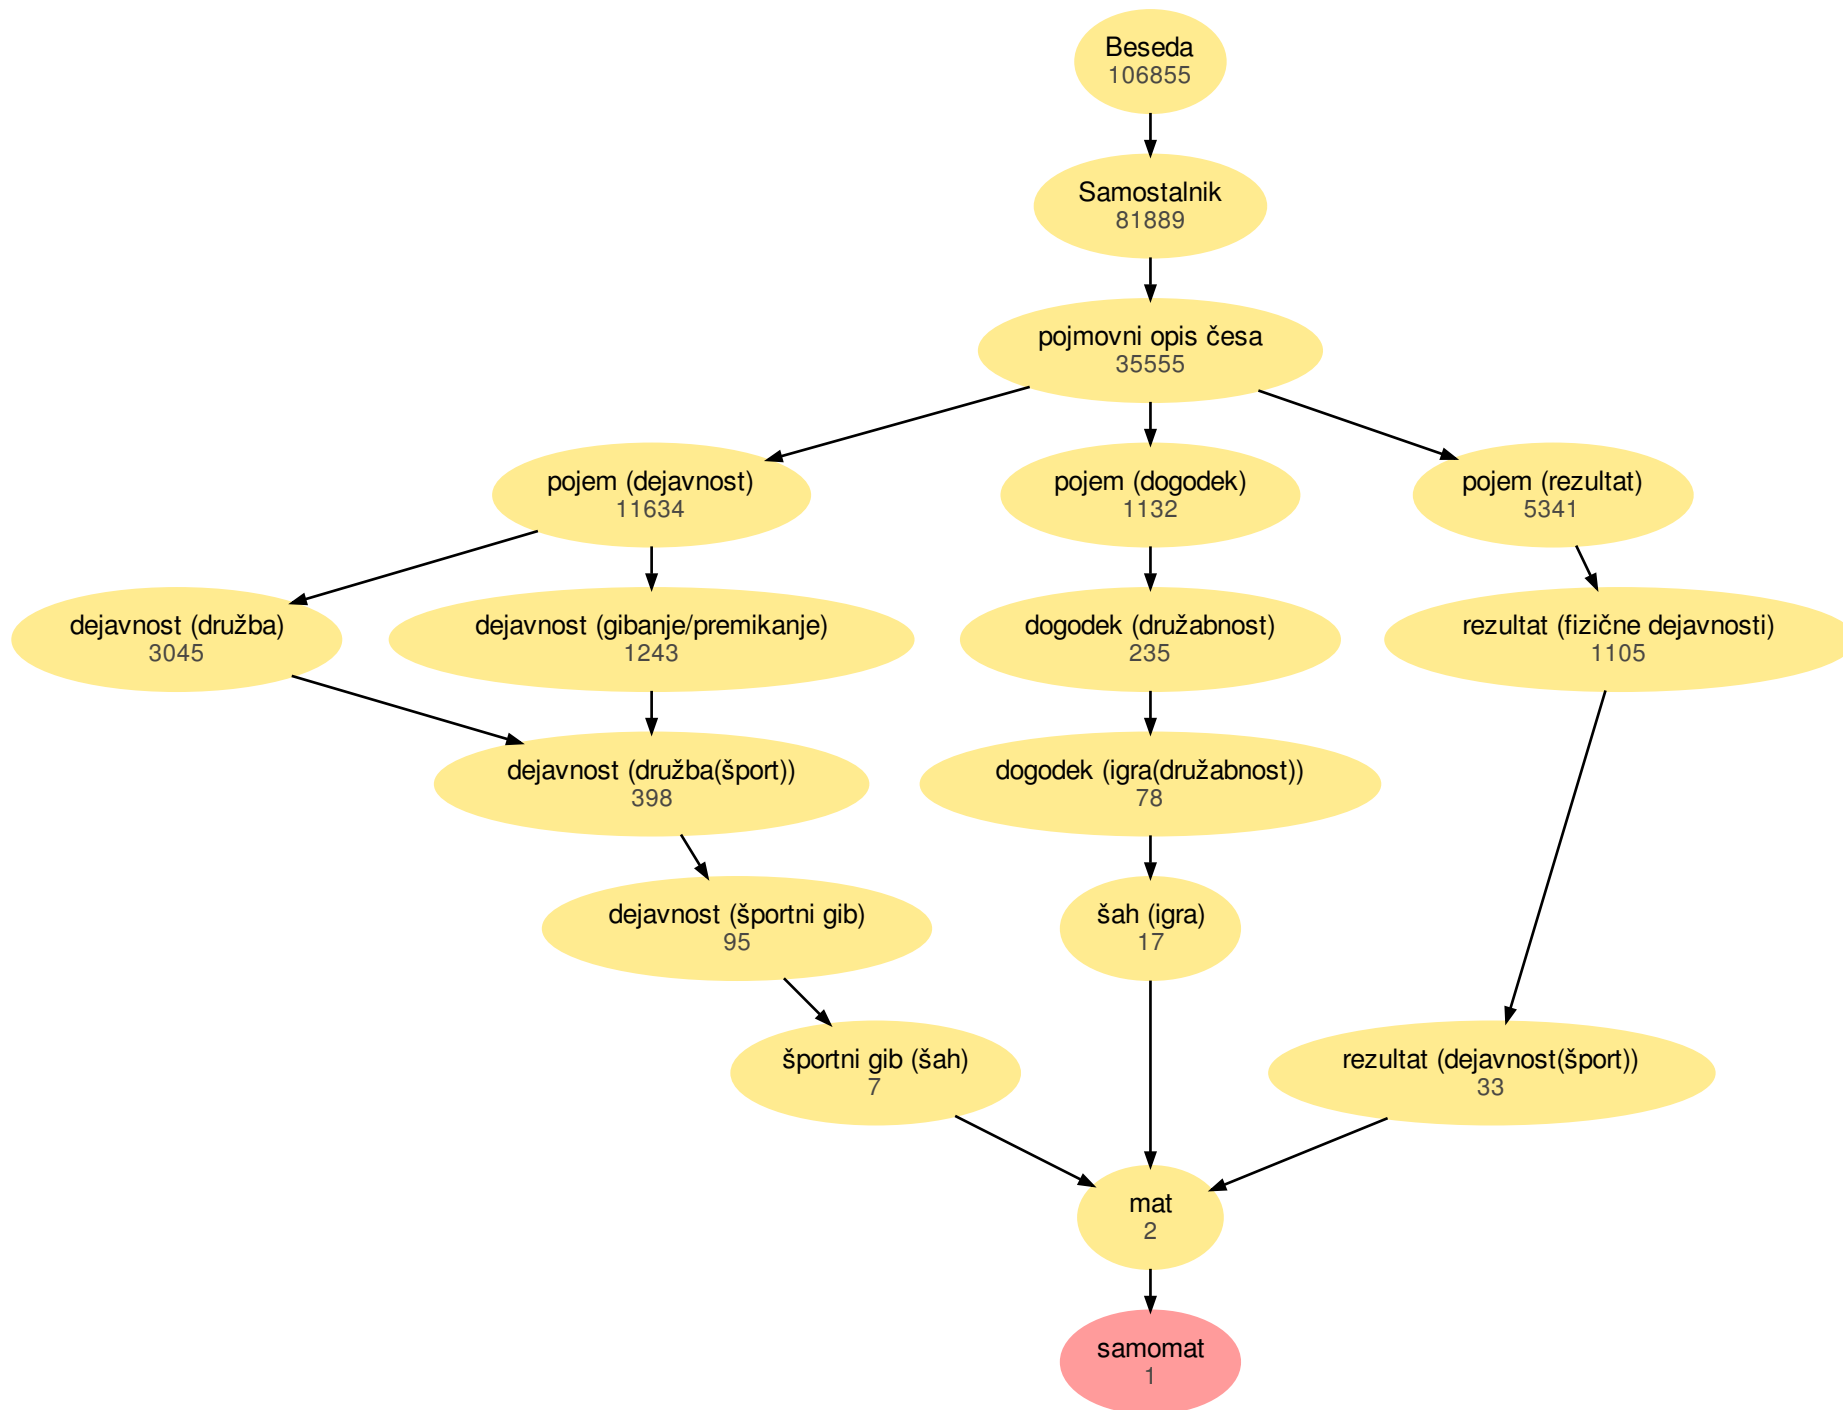 Beseda
106855
Samostalnik
81889
pojmovni opis česa
35555
pojem (dejavnost)
11634
pojem (dogodek)
1132
pojem (rezultat)
5341
dejavnost (družba)
3045
dejavnost (gibanje/premikanje)
1243
dogodek (družabnost)
235
rezultat (fizične dejavnosti)
1105
dejavnost (družba(šport))
398
dogodek (igra(družabnost))
78
dejavnost (športni gib)
95
šah (igra)
17
športni gib (šah)
7
rezultat (dejavnost(šport))
33
mat
2
samomat
1